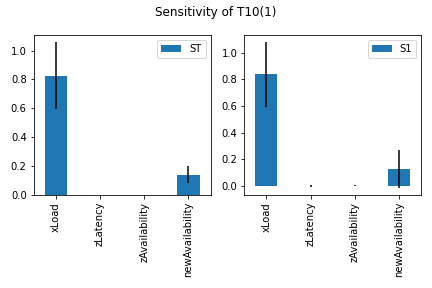 Sensitivity of T10(1)
ST
1.0
0.8
0.6
0.4
0.2
0.0
xLoad
zLatency
zAvailability
newAvailability
S1
1.0
0.8
0.6
0.4
0.2
0.0
xLoad
zLatency
zAvailability
newAvailability